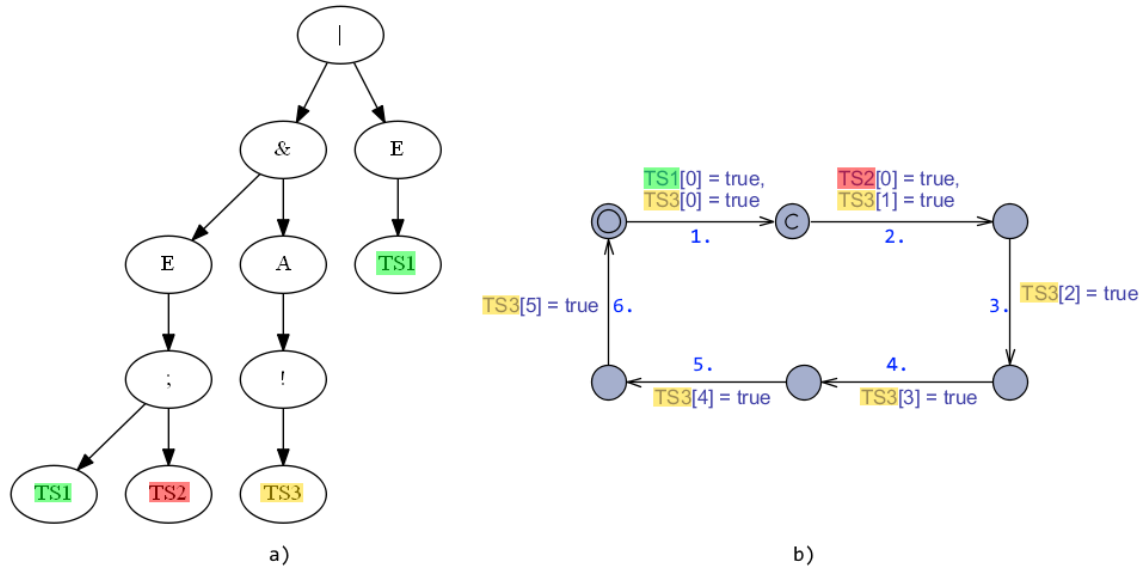 |
&
E
E
A
TS1
;
!
TS1
TS2
TS3
a)
TS1[0] = true,
TS3[0] = true
1.
C
TS2[0] = true,
TS3[1] = true
2.
TS3[2] = true
3.
4.
TS3[3] = true
5.
TS3[4] = true
TS3[5] = true
6.
b)